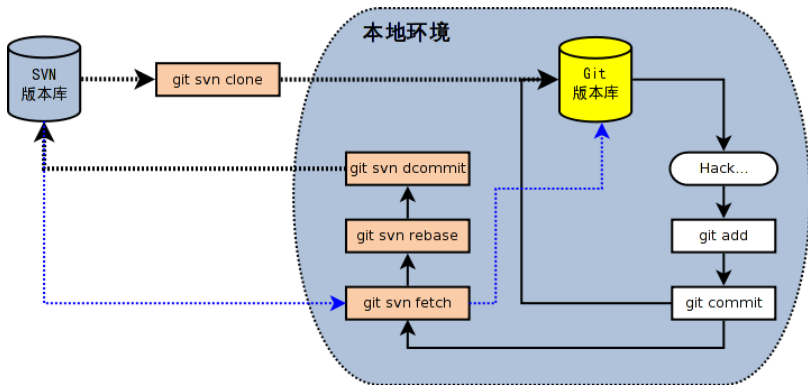 本地环境
SVN
版本库
git svn clone
Git
版本库
git svn dcommit
Hack...
git svn rebase
git add
git svn fetch
git commit